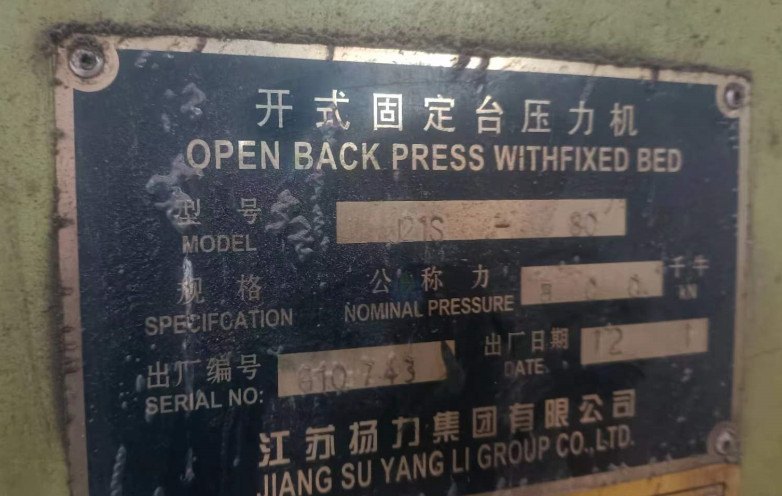 开式固定台压力机
OPEN BACK PRESS WITHFIXED BED
型号
MODEL
J21S - 80
规格
SPECIFCATION
公称力
NOMINAL PRESSURE
800
千牛
kN
出厂编号
SERIAL NO:
010743
出厂日期
DATE
12 1
江苏扬力集团有限公司
JIANG SU YANG LI GROUP CO.,LTD.